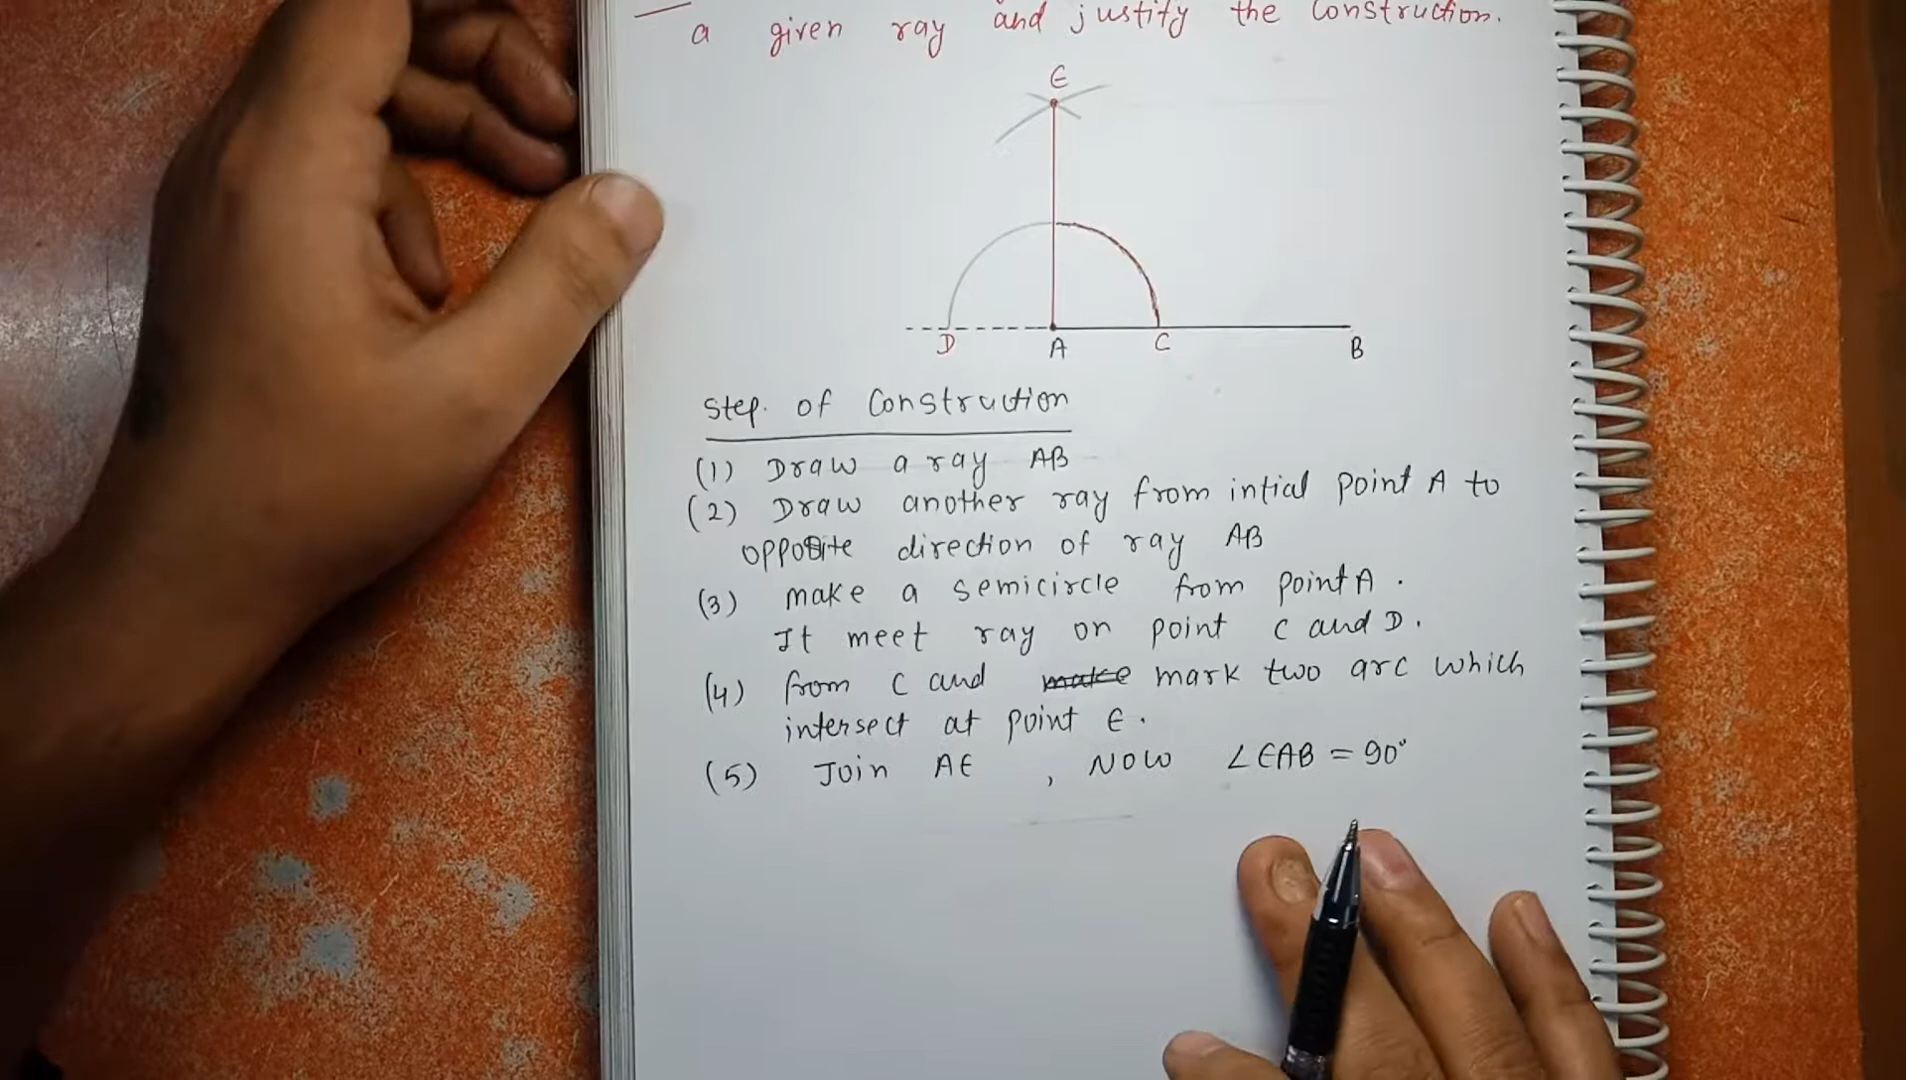 a given ray and justify the Construction.
E
D A C B
Step. of Construction
(1) Draw a ray AB
(2) Draw another ray from intial point A to
opposite direction of ray AB
(3) make a semicircle from point A.
It meet ray on point C and D.
(4) from C and make mark two arc which
intersect at point E.
(5) Join AE, NOW ∠EAB = 90°